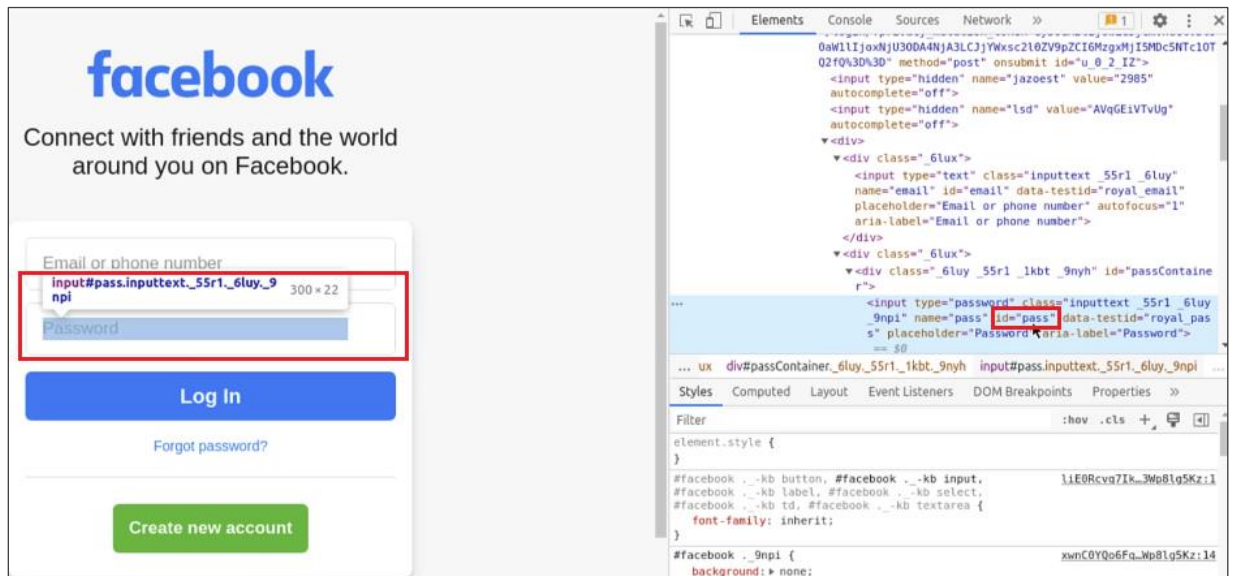 facebook
Connect with friends and the world
around you on Facebook.
Email or phone number
input#pass.inputtext._55r1._6luy._9
npi
300 × 22
Password
Log In
Forgot password?
Create new account
Elements Console Sources Network » 1
Q2fQ%3D%3D" method="post" onsubmit id="u_0_2_IZ">
<input type="hidden" name="jazoest" value="2985"
autocomplete="off">
<input type="hidden" name="lsd" value="AVqGEiVTvUg"
autocomplete="off">
▼<div>
▼<div class="_6lux">
<input type="text" class="inputtext _55r1 _6luy"
name="email" id="email" data-testid="royal_email"
placeholder="Email or phone number" autofocus="1"
aria-label="Email or phone number">
</div>
▼<div class="_6lux">
▼<div class="_6luy _55r1 _1kbt _9nyh" id="passContaine
r">
... <input type="password" class="inputtext _55r1 _6luy
_9npi" name="pass" id="pass" data-testid="royal_pas
s" placeholder="Password" aria-label="Password">
== $0
... ux div#passContainer._6luy._55r1._1kbt._9nyh input#pass.inputtext._55r1._6luy._9npi ...
Styles Computed Layout Event Listeners DOM Breakpoints Properties »
Filter :hov .cls +
element.style {
}
#facebook ._-kb button, #facebook ._-kb input, liE0Rcvq7Ik…3Wp8lg5Kz:1
#facebook ._-kb label, #facebook ._-kb select,
#facebook ._-kb td, #facebook ._-kb textarea {
font-family: inherit;
}
#facebook ._9npi { xwnC0YQo6Fq…Wp8lg5Kz:14
background: ▶ none;